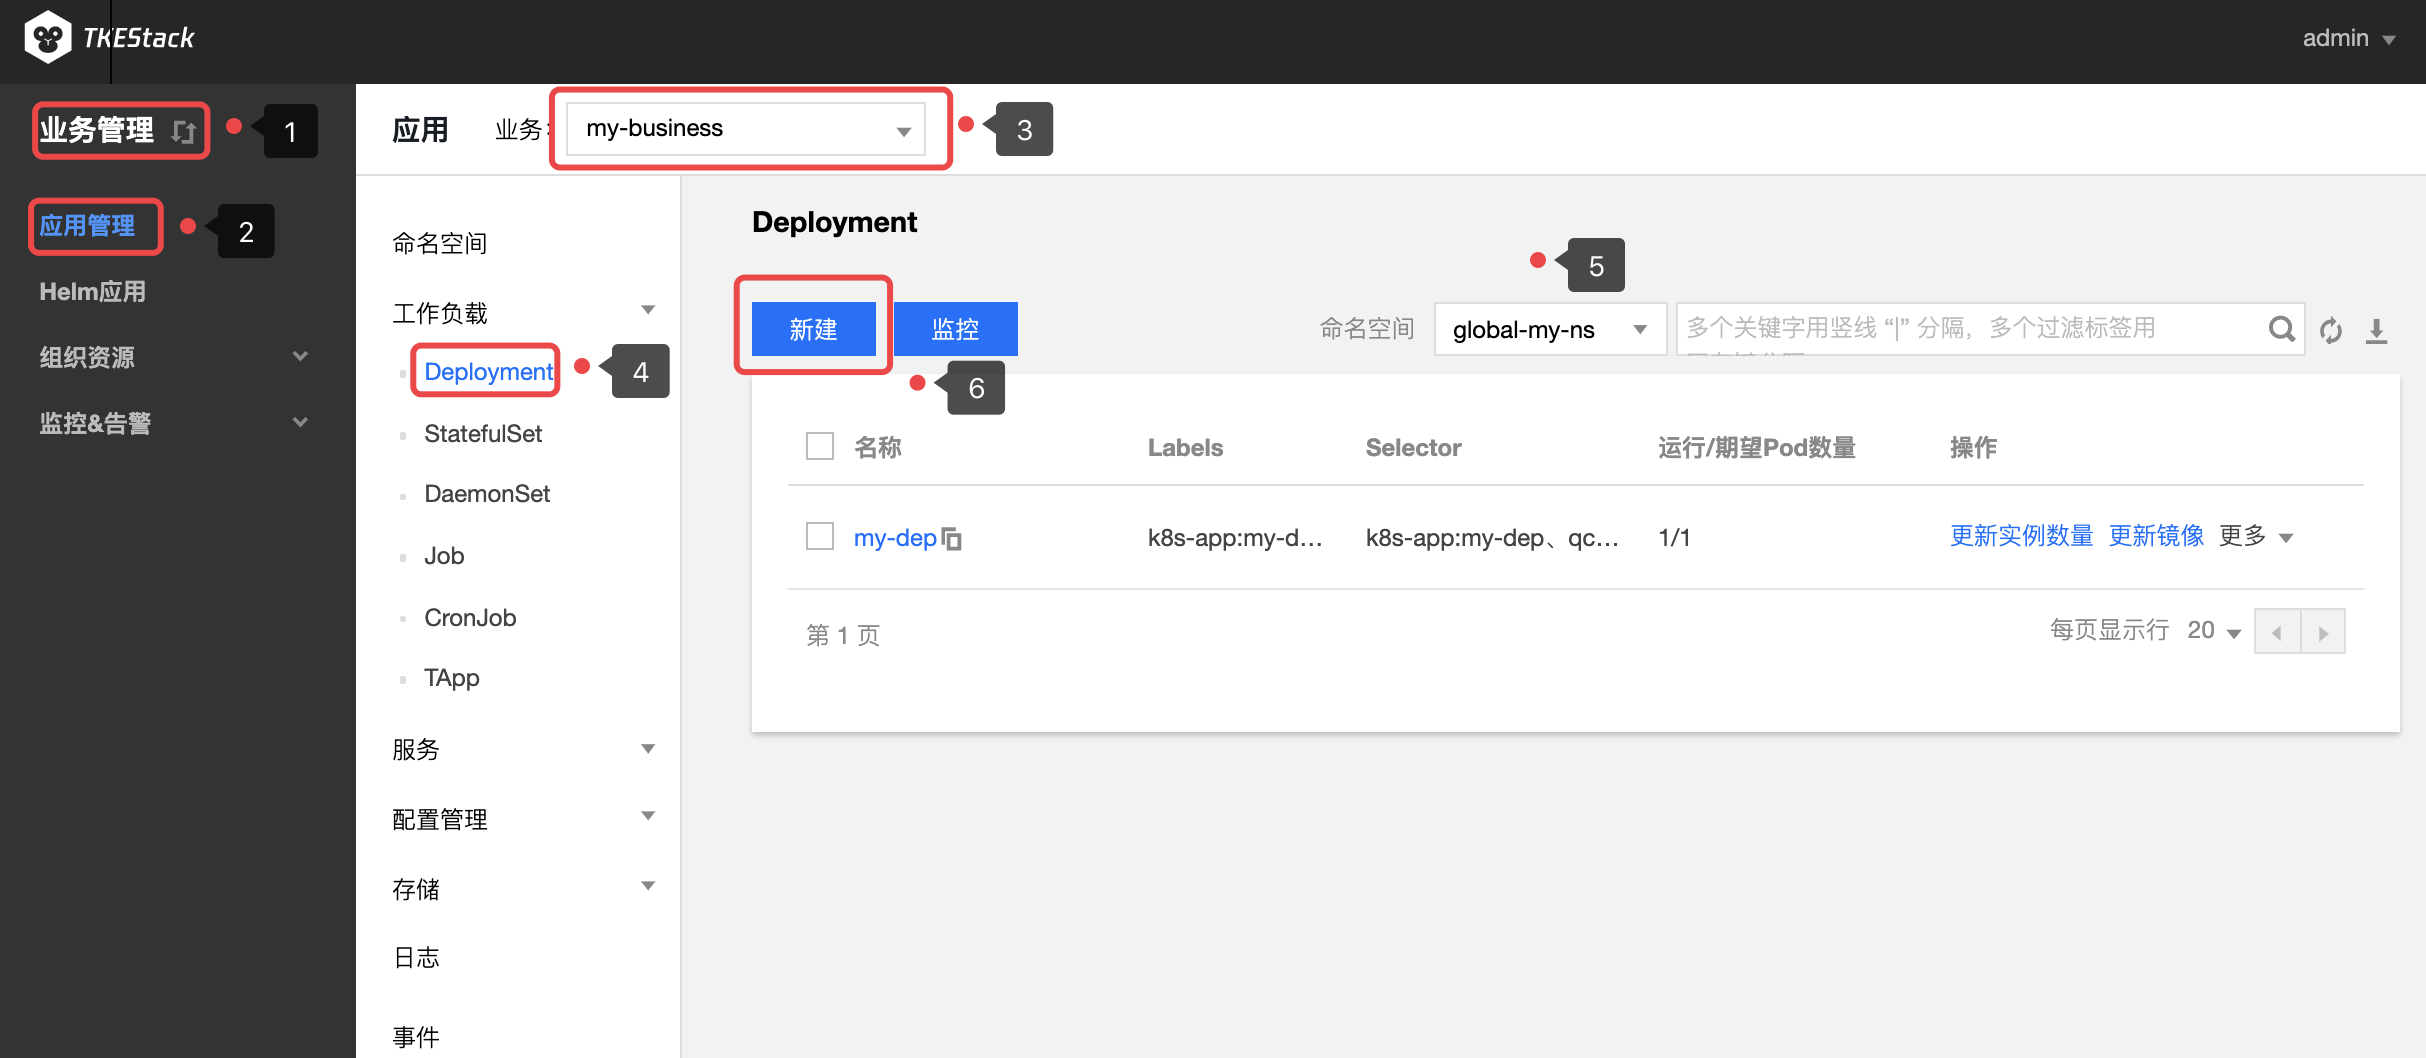 TKEStack
admin
业务管理
1
应用管理
2
Helm应用
组织资源
监控&告警
应用
业务:
my-business
3
命名空间
工作负载
Deployment
4
StatefulSet
DaemonSet
Job
CronJob
TApp
服务
配置管理
存储
日志
事件
Deployment
5
新建
监控
6
命名空间
global-my-ns
多个关键字用竖线 “|” 分隔，多个过滤标签用
名称
Labels
Selector
运行/期望Pod数量
操作
my-dep
k8s-app:my-d...
k8s-app:my-dep、qc...
1/1
更新实例数量
更新镜像
更多
第 1 页
每页显示行
20